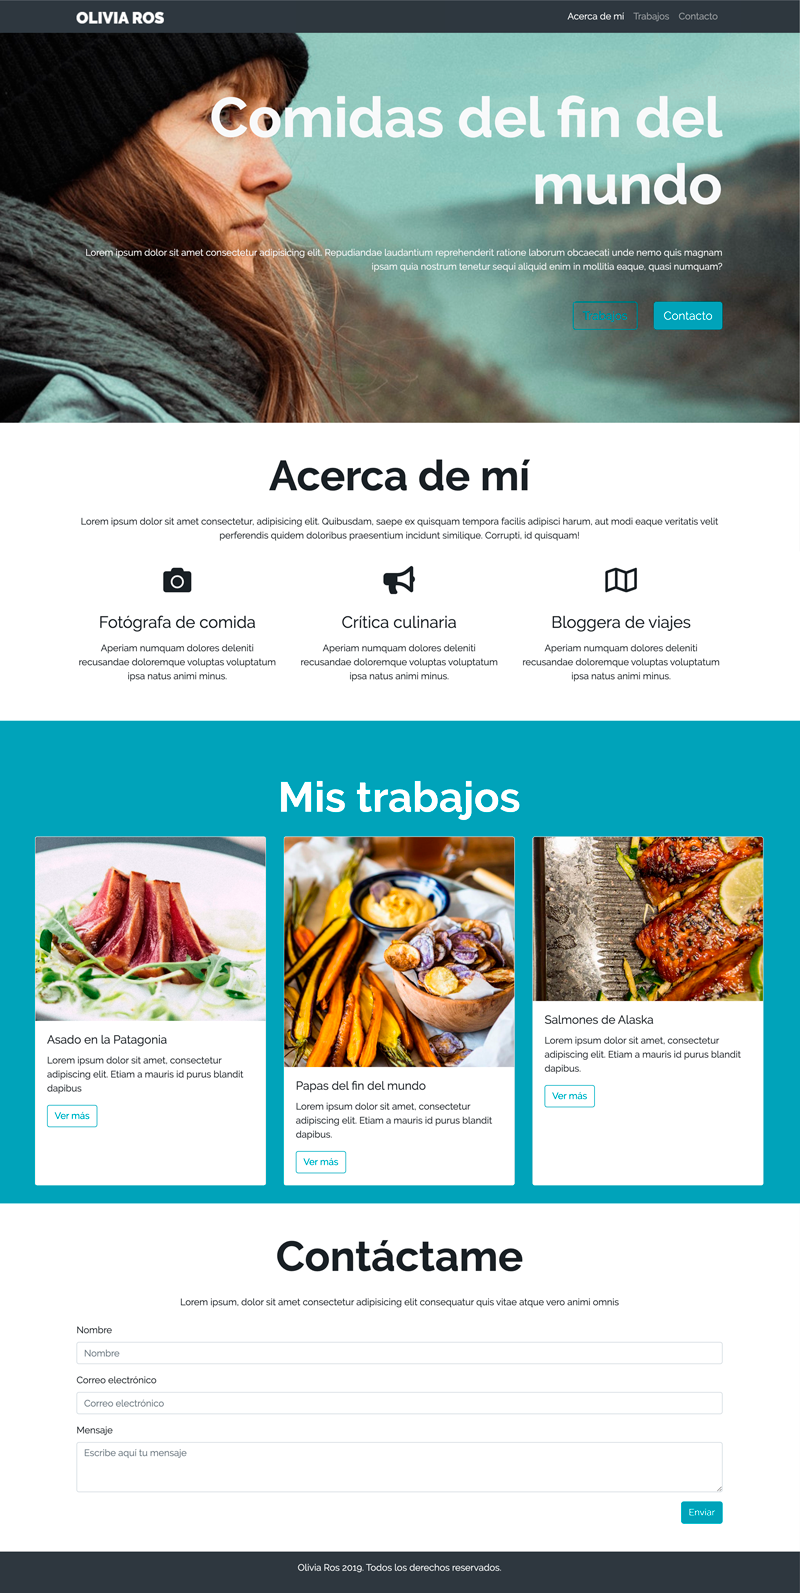 OLIVIA ROS
Acerca de mí Trabajos Contacto
Comidas del fin del
mundo
Lorem ipsum dolor sit amet consectetur adipisicing elit. Repudiandae laudantium reprehenderit ratione laborum obcaecati unde nemo quis magnam
ipsam quia nostrum tenetur sequi aliquid enim in mollitia eaque, quasi numquam?
Contacto
Acerca de mí
Lorem ipsum dolor sit amet consectetur, adipisicing elit. Quibusdam, saepe ex quisquam tempora facilis adipisci harum, aut modi eaque veritatis velit
perferendis quidem doloribus praesentium incidunt similique. Corrupti, id quisquam!
Fotógrafa de comida
Aperiam numquam dolores deleniti
recusandae doloremque voluptas voluptatum
ipsa natus animi minus.
Crítica culinaria
Aperiam numquam dolores deleniti
recusandae doloremque voluptas voluptatum
ipsa natus animi minus.
Bloggera de viajes
Aperiam numquam dolores deleniti
recusandae doloremque voluptas voluptatum
ipsa natus animi minus.
Mis trabajos
Asado en la Patagonia
Lorem ipsum dolor sit amet, consectetur
adipiscing elit. Etiam a mauris id purus blandit
dapibus
Ver más
Papas del fin del mundo
Lorem ipsum dolor sit amet, consectetur
adipiscing elit. Etiam a mauris id purus blandit
dapibus.
Ver más
Salmones de Alaska
Lorem ipsum dolor sit amet, consectetur
adipiscing elit. Etiam a mauris id purus blandit
dapibus.
Ver más
Contáctame
Lorem ipsum, dolor sit amet consectetur adipisicing elit consequatur quis vitae atque vero animi omnis
Nombre
Nombre
Correo electrónico
Correo electrónico
Mensaje
Escribe aquí tu mensaje
Enviar
Olivia Ros 2019. Todos los derechos reservados.